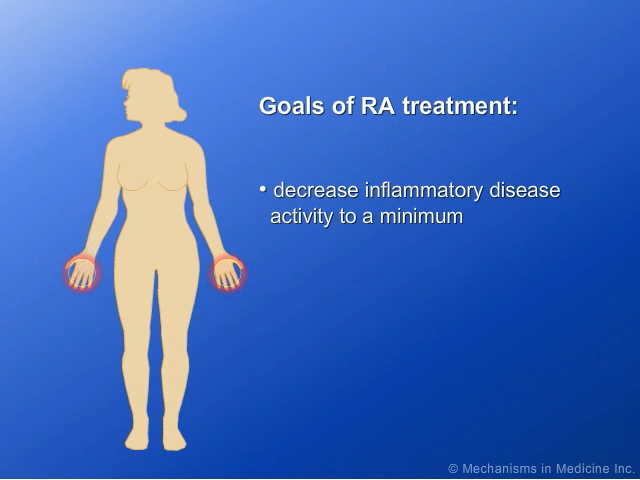 Goals of RA treatment:
• decrease inflammatory disease
activity to a minimum
© Mechanisms in Medicine Inc.